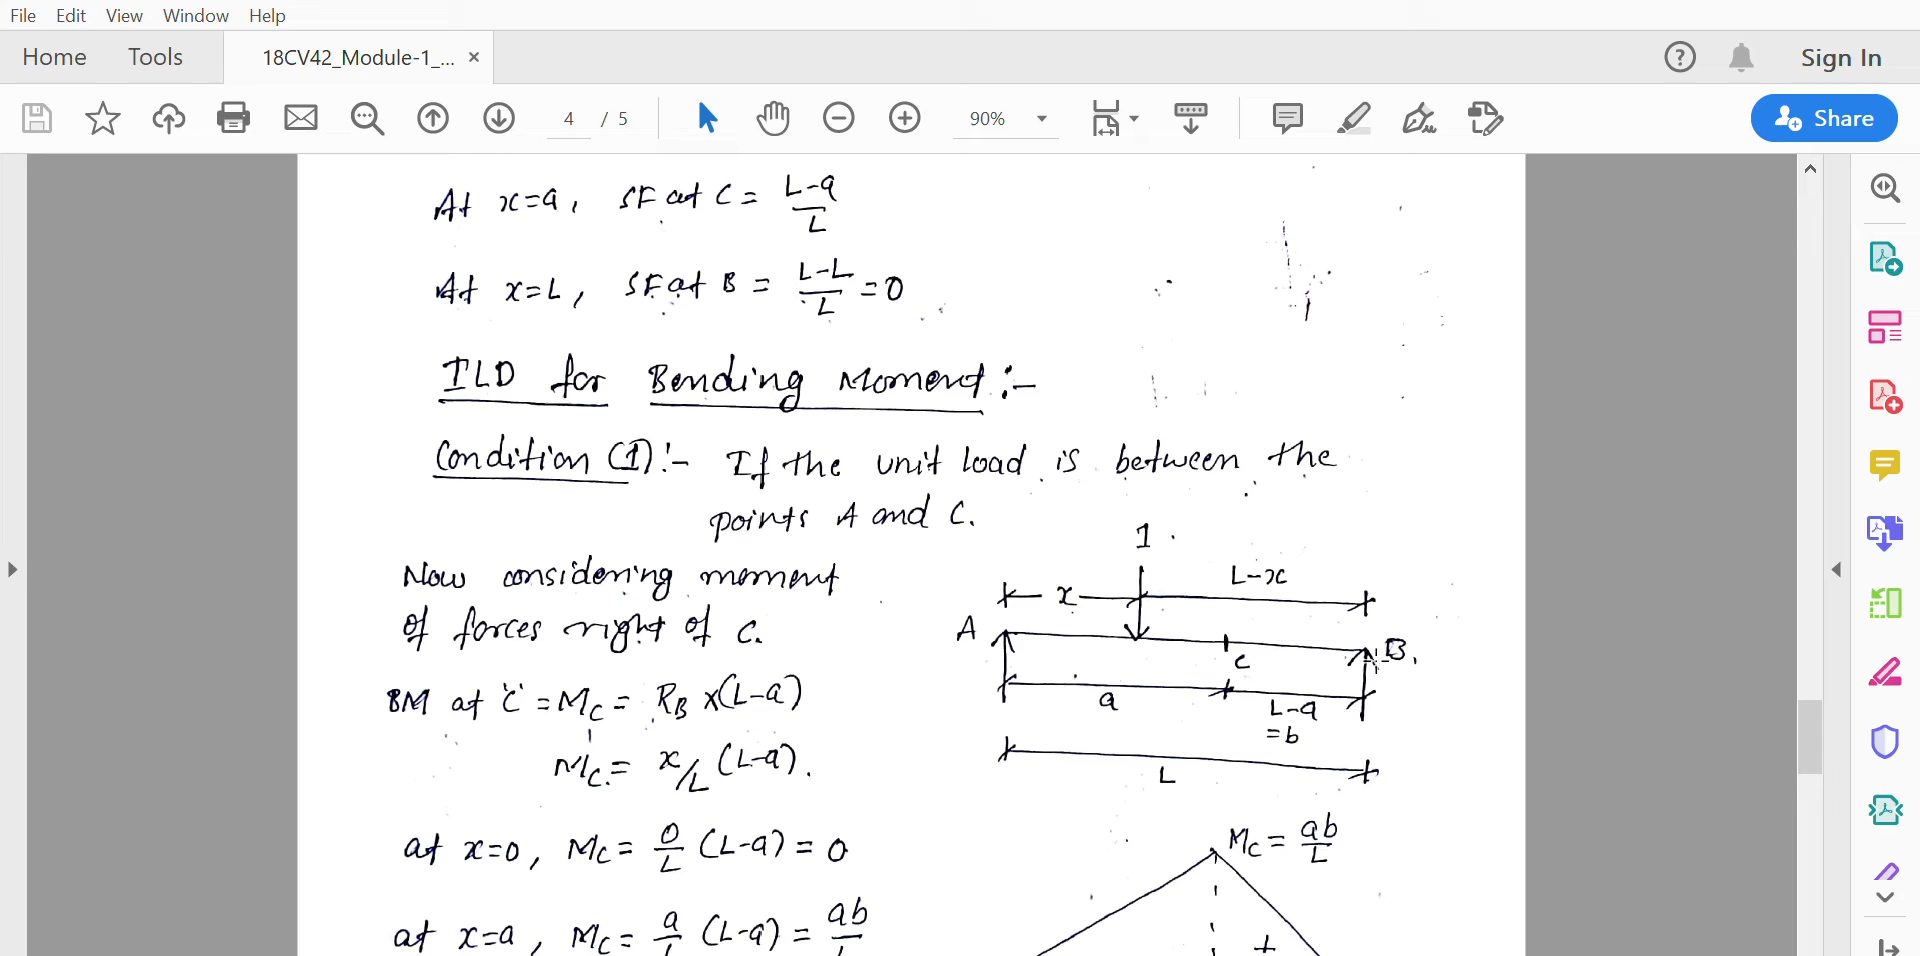 File Edit View Window Help
Home Tools 18CV42_Module-1_... × Sign In
4 / 5 90% Share
At x=a, SF at C = L-a/L
At x=L, SF at B = L-L/L = 0
ILD for Bending Moment :-
Condition (1) :- If the unit load is between the
points A and C.
Now considering moment
of forces right of C.
BM at 'C' = Mc = RB x(L-a)
Mc = x/L (L-a).
at x=0, Mc = 0/L (L-a) = 0
at x=a, Mc = a/L (L-a) = ab/L
1
x L-x
A C B
a L-a
=b
L
Mc = ab/L
+